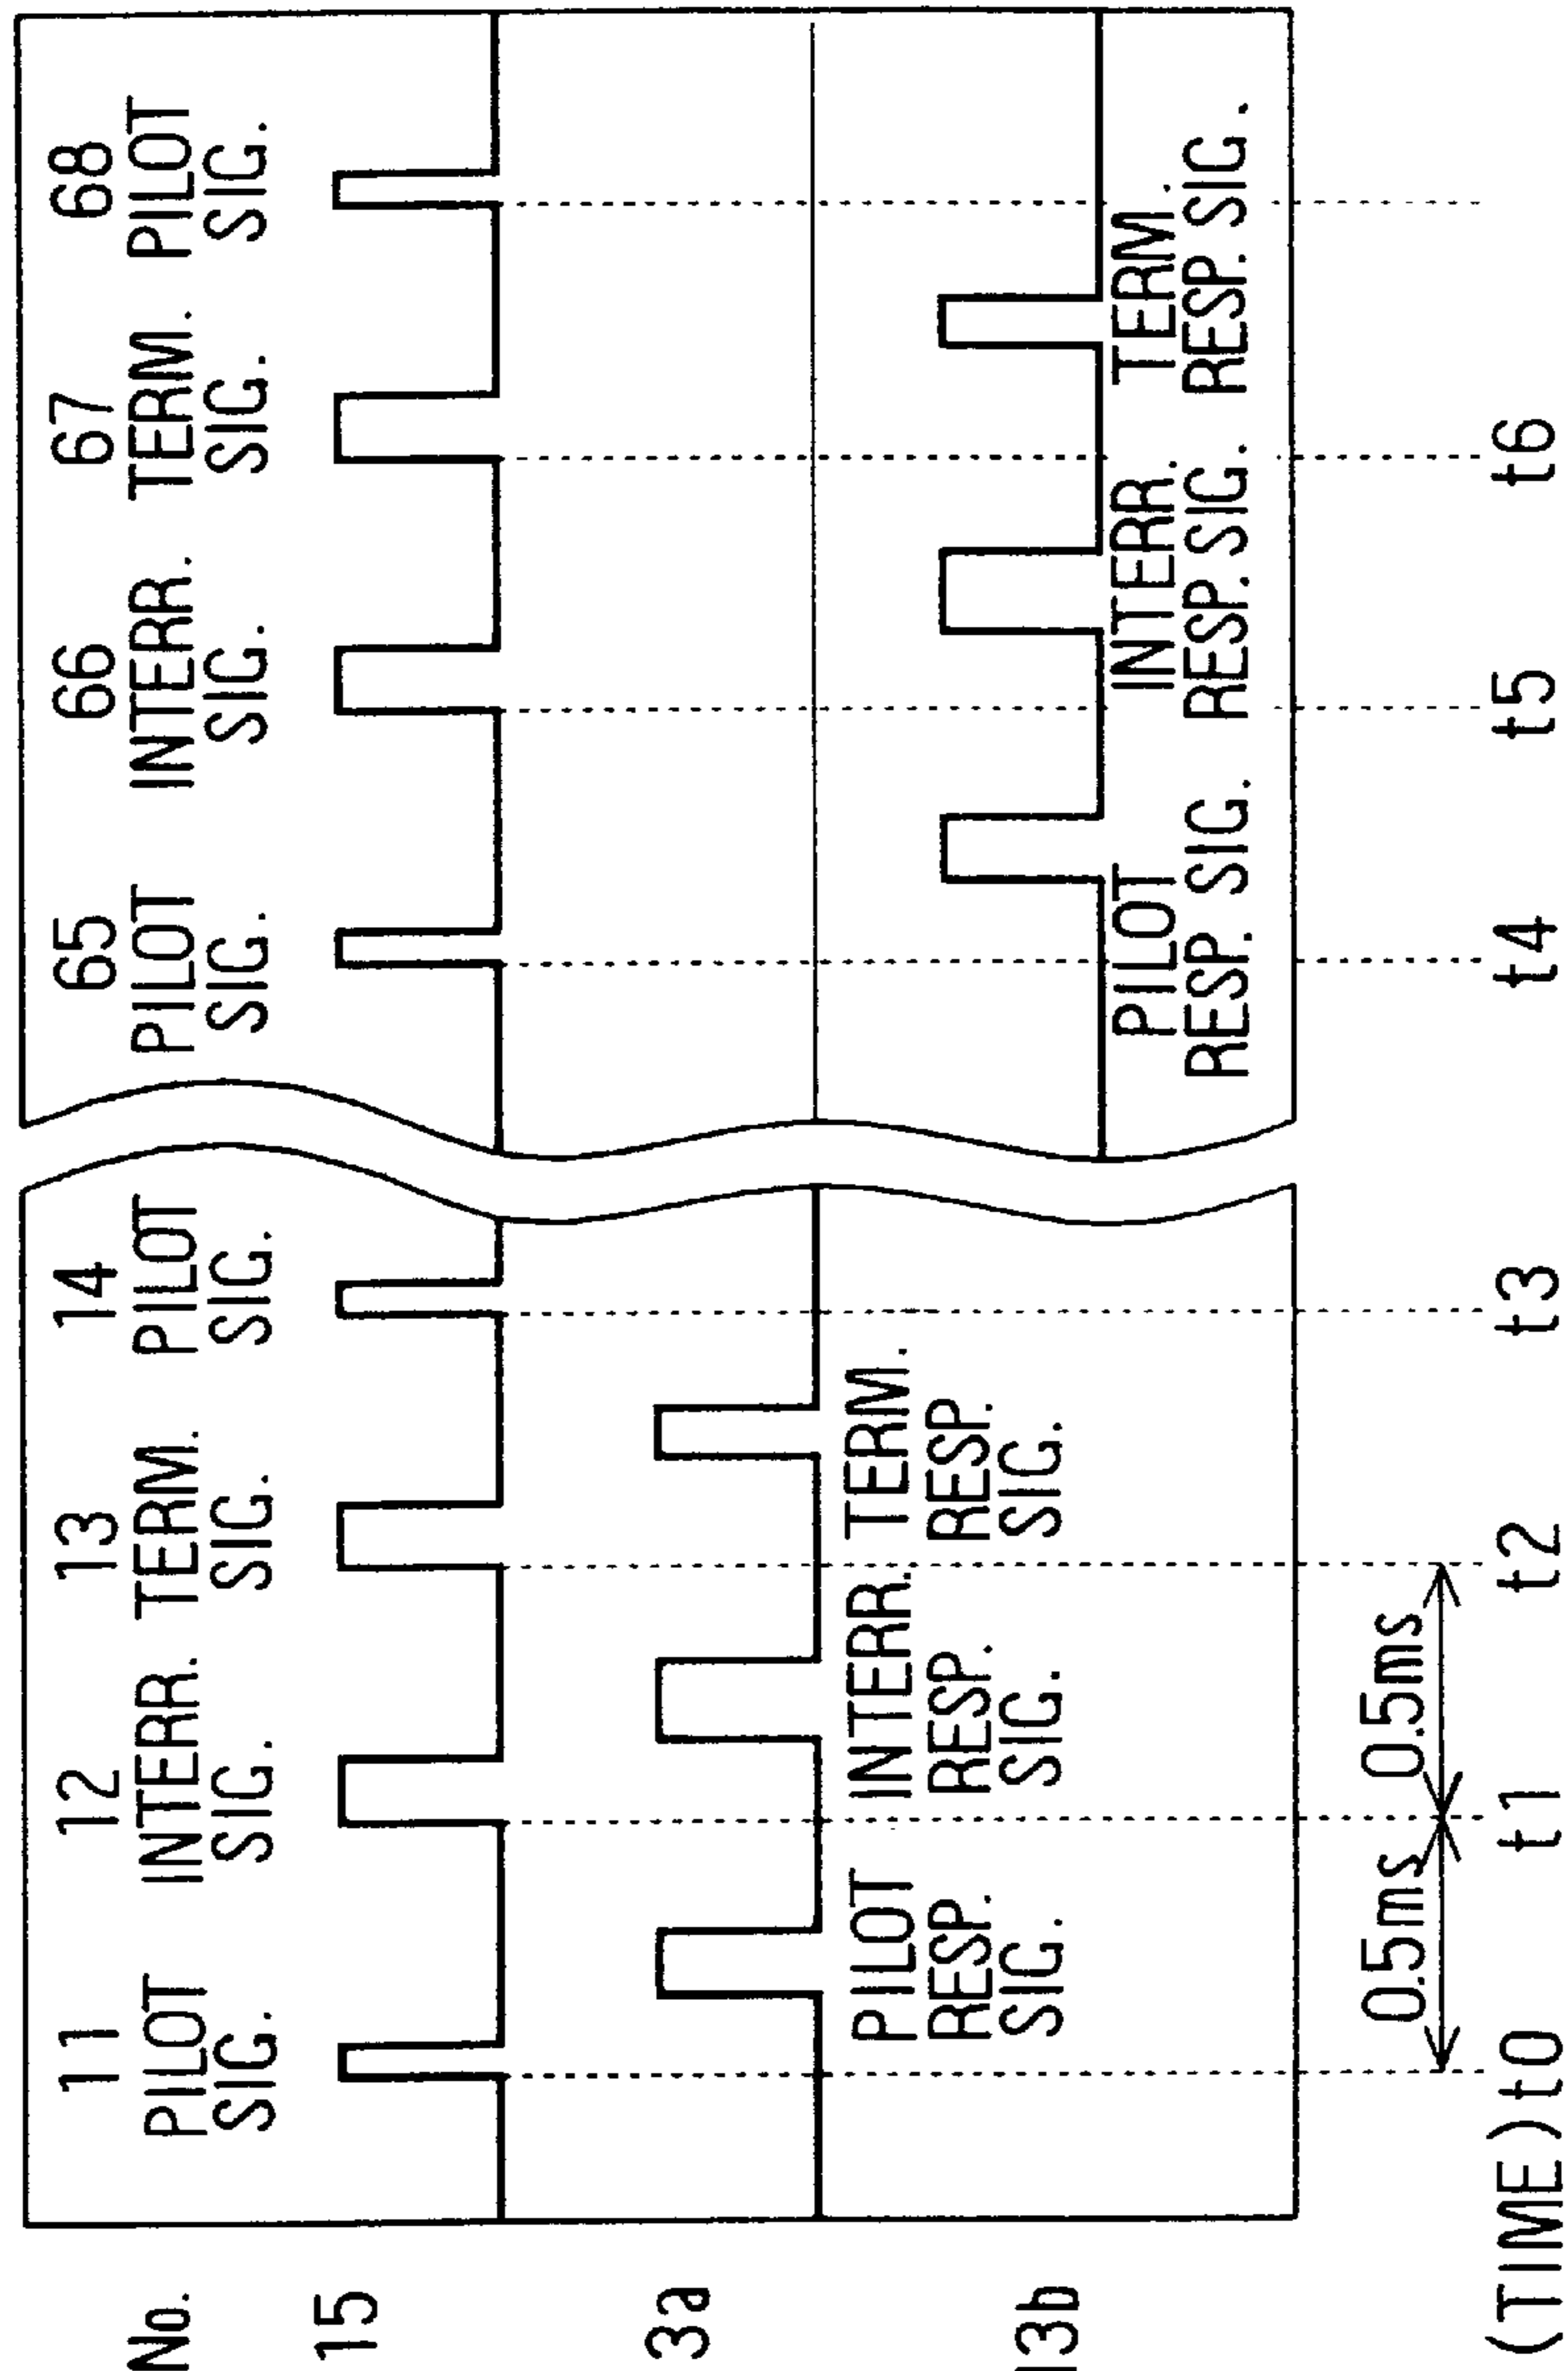 No. 11 12 13 14 65 66 67 68
PILOT SIG.
INTERR. SIG.
TERM. SIG.
PILOT SIG.
PILOT SIG.
INTERR. SIG.
TERM. SIG.
PILOT SIG.
15
3a
PILOT RESP. SIG.
INTERR. RESP. SIG.
TERM. RESP. SIG.
13b
PILOT RESP. SIG.
INTERR. RESP. SIG.
TERM. RESP. SIG.
0.5ms 0.5ms
(TIME) t0 t1 t2 t3 t4 t5 t6